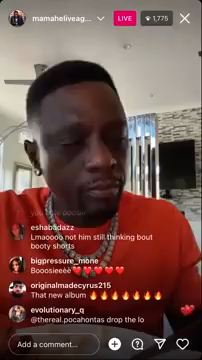 mamaheliveag...
LIVE
1,775
eshabadazz
Lmaoooo not him still thinking bout
booty shorts
bigpressure_mone
Booosieeèè ❤️❤️❤️❤️❤️
originalmadecyrus215
That new album 🔥🔥🔥🔥🔥🔥🔥
evolutionary_q
@thereal.pocahontas drop the lo
Add a comment...